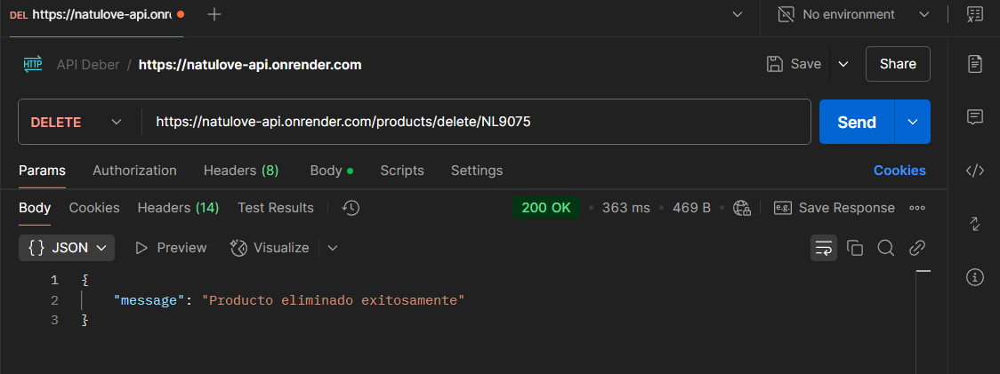 DEL https://natulove-api.onr
No environment
API Deber / https://natulove-api.onrender.com
Save
Share
DELETE
https://natulove-api.onrender.com/products/delete/NL9075
Send
Params Authorization Headers (8) Body Scripts Settings
Cookies
Body Cookies Headers (14) Test Results
200 OK • 363 ms • 469 B
e.g. Save Response
{} JSON
Preview
Visualize
1 {
2 "message": "Producto eliminado exitosamente"
3 }